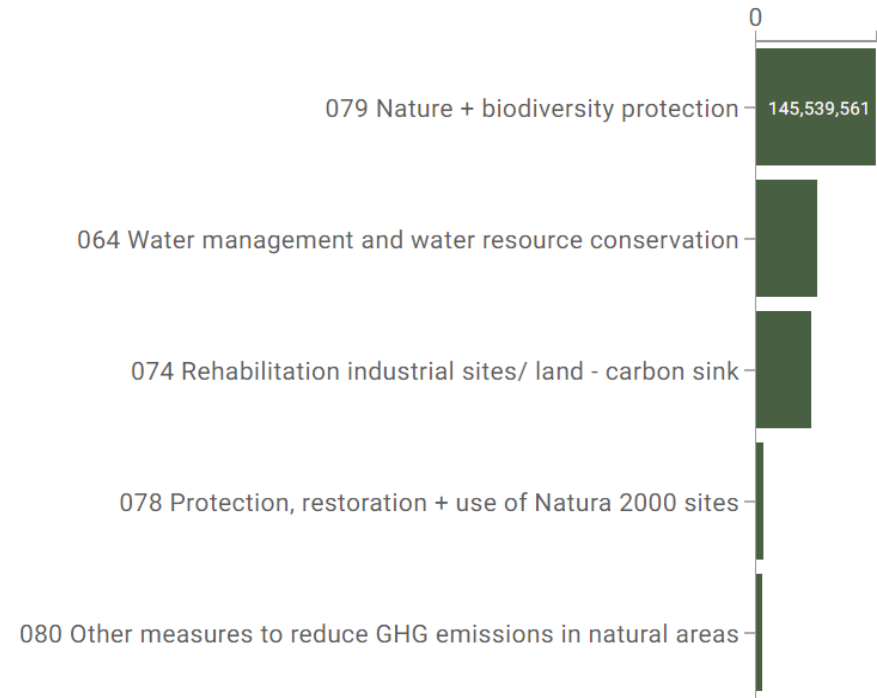 0
079 Nature + biodiversity protection
145,539,561
064 Water management and water resource conservation
074 Rehabilitation industrial sites/ land - carbon sink
078 Protection, restoration + use of Natura 2000 sites
080 Other measures to reduce GHG emissions in natural areas